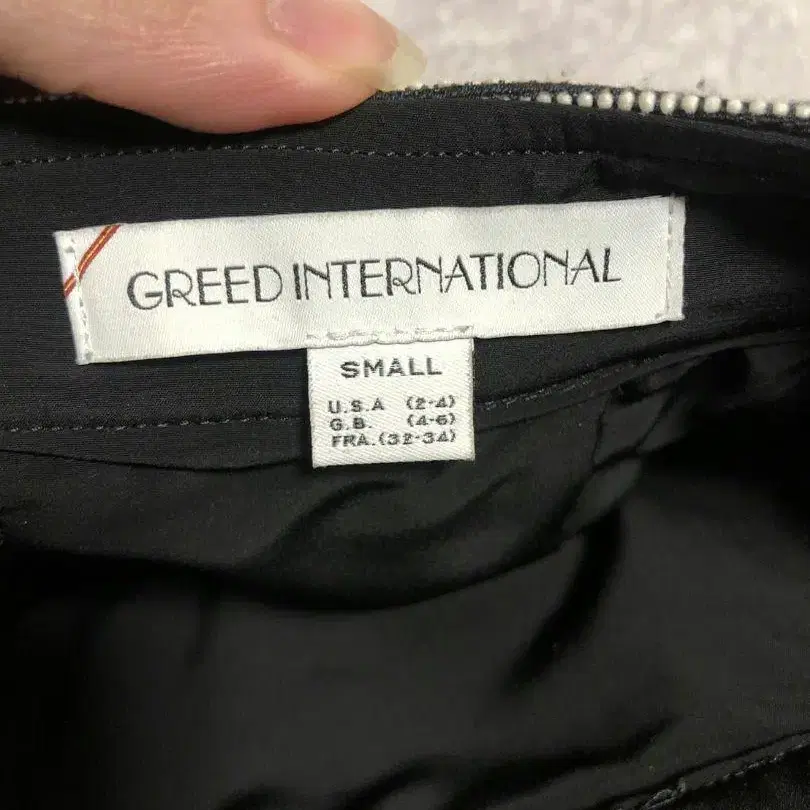 GREED INTERNATIONAL
SMALL
U.S.A (2-4)
G.B. (4-6)
FRA. (32-34)